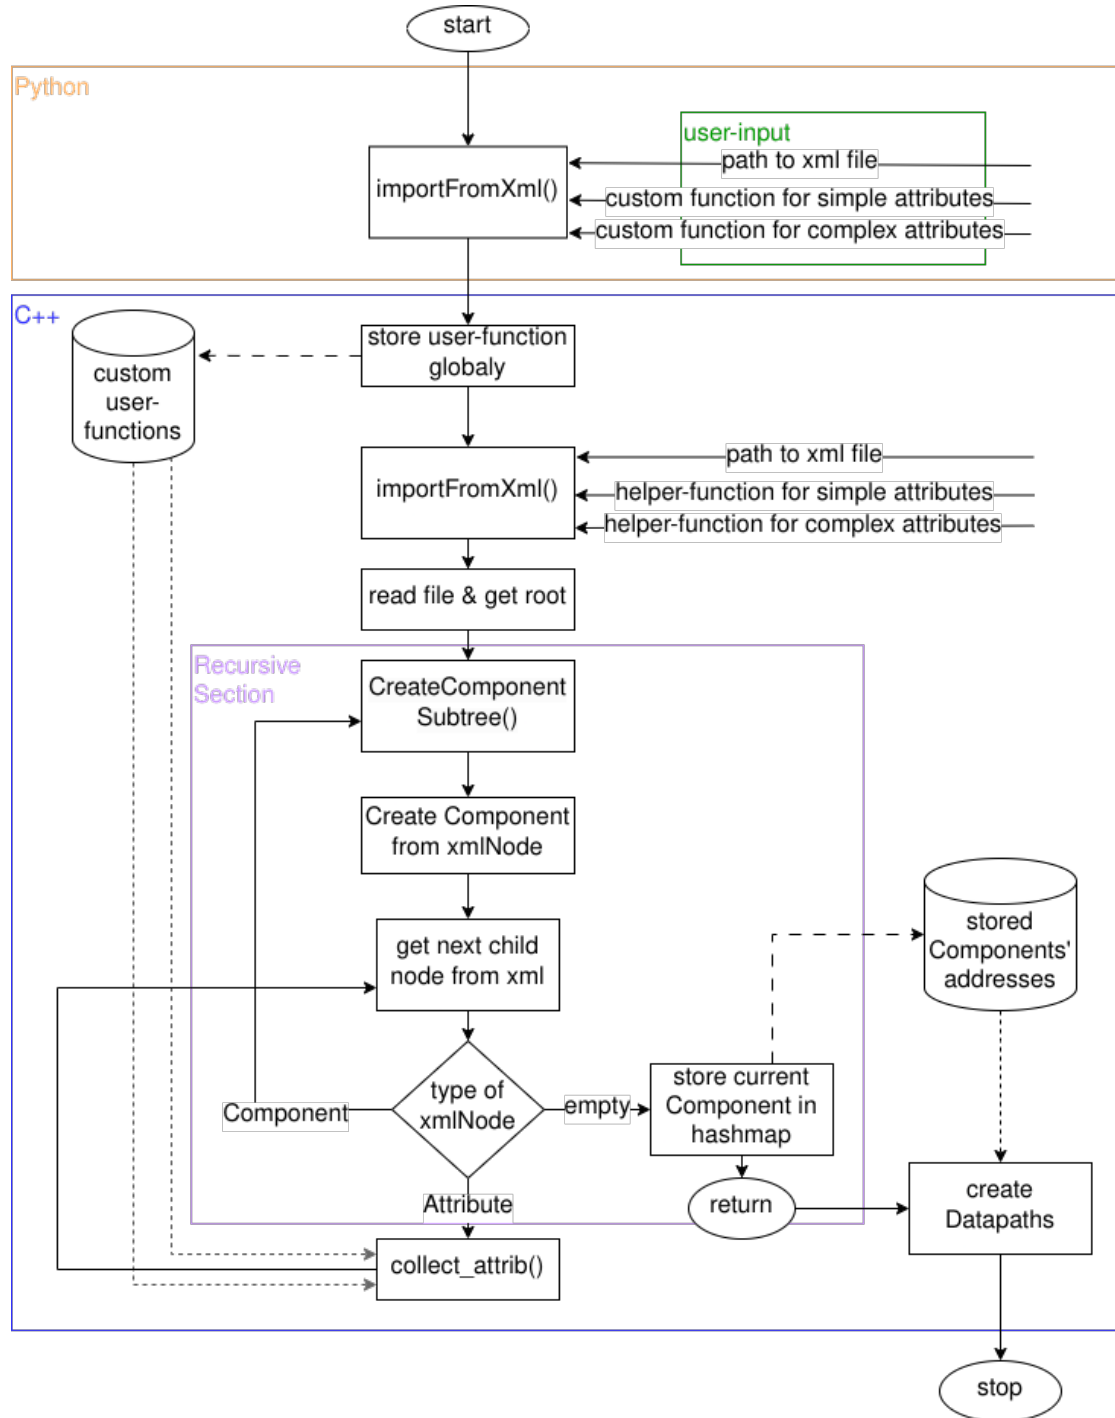 start
Python
user-input
path to xml file
importFromXml()
custom function for simple attributes
custom function for complex attributes
C++
store user-function
globaly
custom
user-
functions
path to xml file
importFromXml()
helper-function for simple attributes
helper-function for complex attributes
read file & get root
Recursive
Section
CreateComponent
Subtree()
Create Component
from xmlNode
get next child
node from xml
stored
Components'
addresses
type of
xmlNode
Component
empty
store current
Component in
hashmap
Attribute
return
create
Datapaths
collect_attrib()
stop